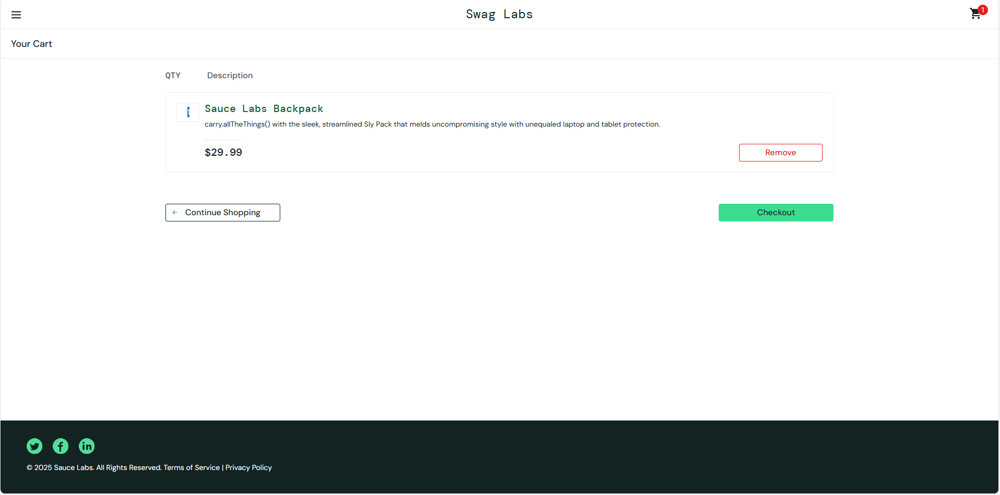 Swag Labs
1
Your Cart
QTY Description
1 Sauce Labs Backpack
carry.allTheThings() with the sleek, streamlined Sly Pack that melds uncompromising style with unequaled laptop and tablet protection.
$29.99 Remove
Continue Shopping Checkout
© 2025 Sauce Labs. All Rights Reserved. Terms of Service | Privacy Policy